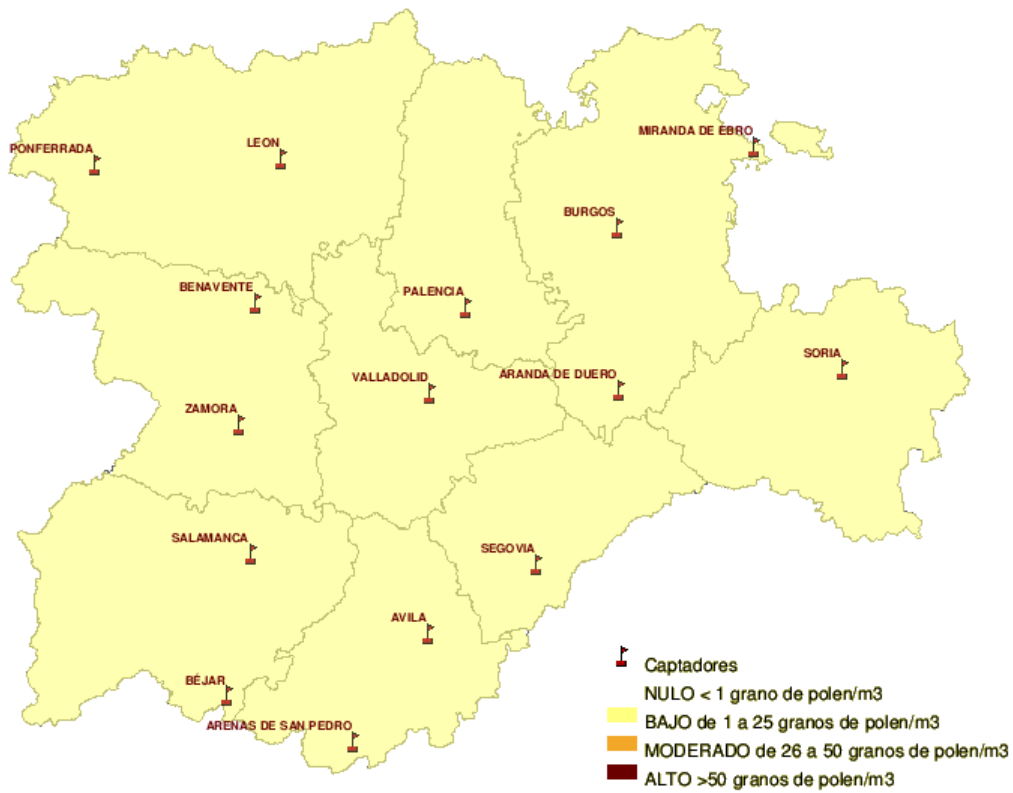 MIRANDA DE EBRO
PONFERRADA
LEON
BURGOS
BENAVENTE
PALENCIA
SORIA
VALLADOLID
ARANDA DE DUERO
ZAMORA
SALAMANCA
SEGOVIA
AVILA
BÉJAR
ARENAS DE SAN PEDRO
Captadores
NULO < 1 grano de polen/m3
BAJO de 1 a 25 granos de polen/m3
MODERADO de 26 a 50 granos de polen/m3
ALTO >50 granos de polen/m3